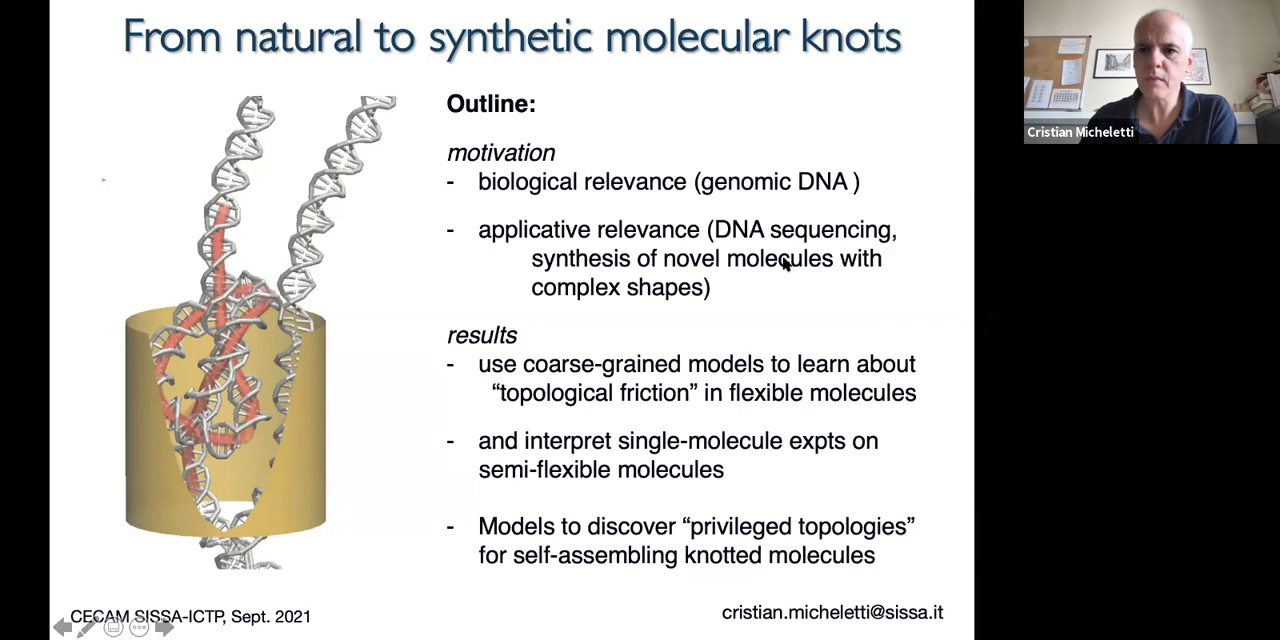 From natural to synthetic molecular knots
Outline:
motivation
- biological relevance (genomic DNA )
- applicative relevance (DNA sequencing,
synthesis of novel molecules with
complex shapes)
results
- use coarse-grained models to learn about
“topological friction” in flexible molecules
- and interpret single-molecule expts on
semi-flexible molecules
- Models to discover “privileged topologies”
for self-assembling knotted molecules
CECAM SISSA-ICTP, Sept. 2021
cristian.micheletti@sissa.it
Cristian Micheletti